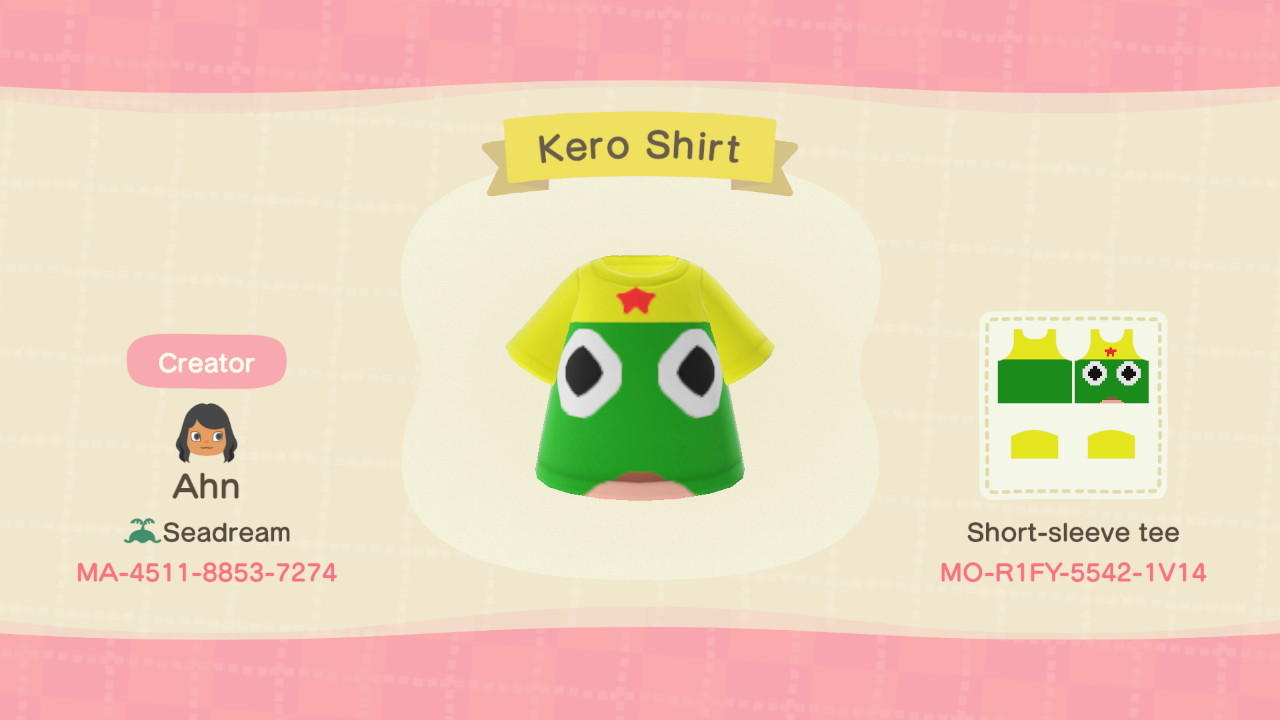 Kero Shirt
Creator
Ahn
Seadream
MA-4511-8853-7274
Short-sleeve tee
MO-R1FY-5542-1V14